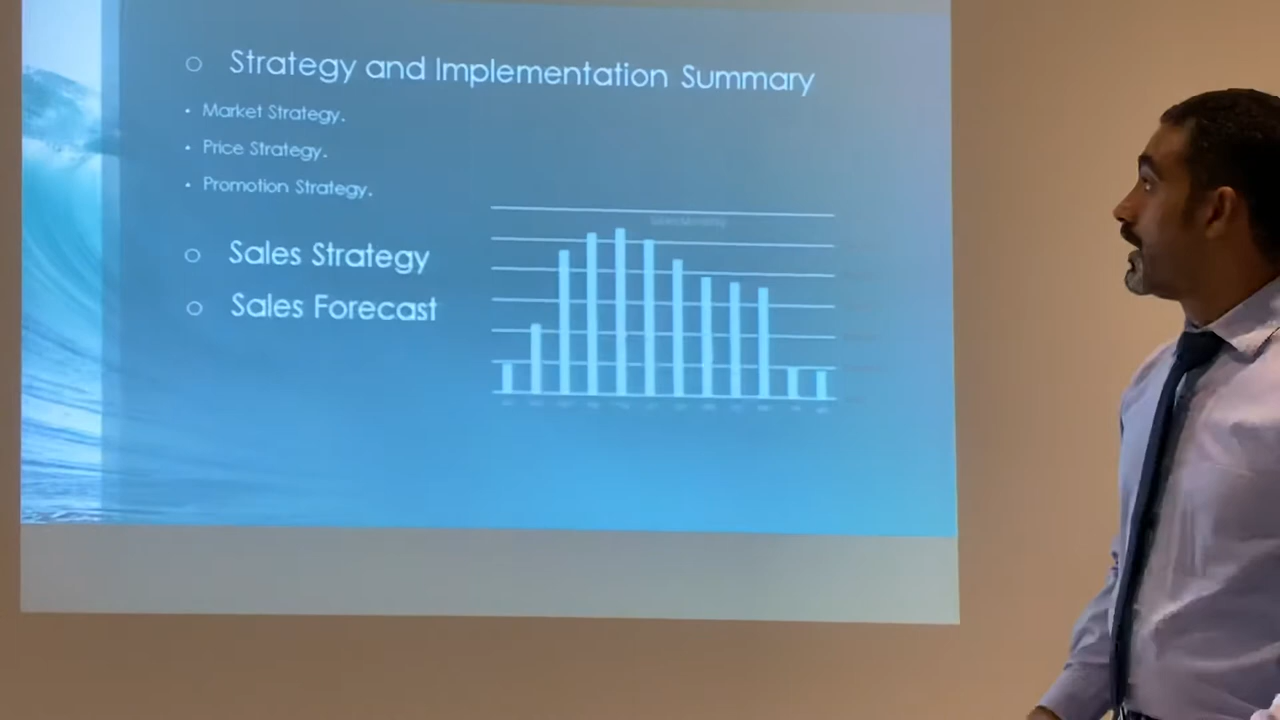 Strategy and Implementation Summary
Market Strategy.
Price Strategy.
Promotion Strategy.
Sales Strategy
Sales Forecast